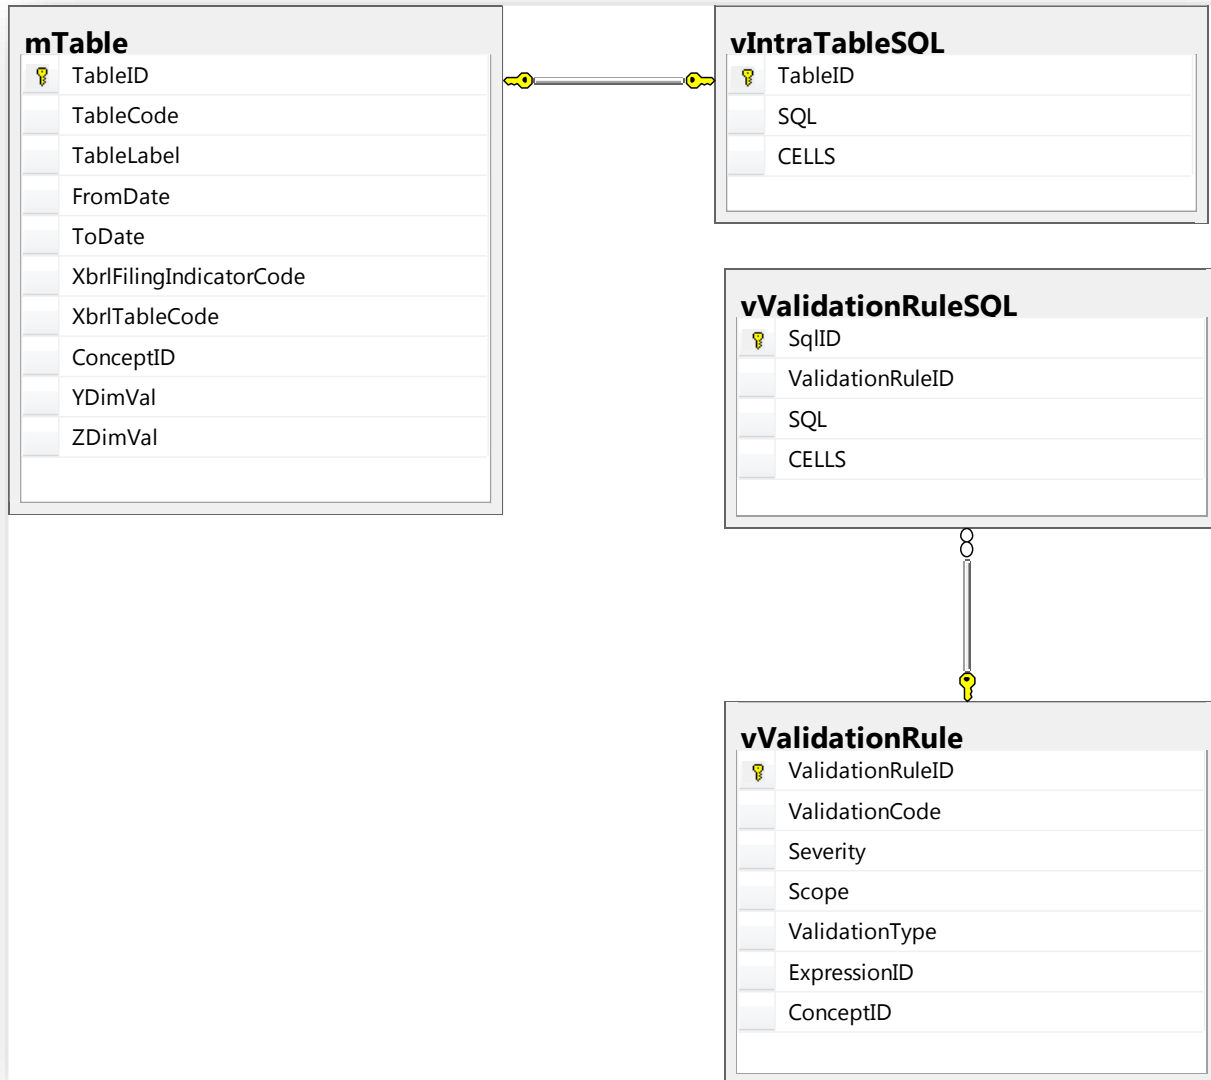 mTable
TableID
TableCode
TableLabel
FromDate
ToDate
XbrlFilingIndicatorCode
XbrlTableCode
ConceptID
YDimVal
ZDimVal
vIntraTableSQL
TableID
SQL
CELLS
vValidationRuleSQL
SqlID
ValidationRuleID
SQL
CELLS
vValidationRule
ValidationRuleID
ValidationCode
Severity
Scope
ValidationType
ExpressionID
ConceptID